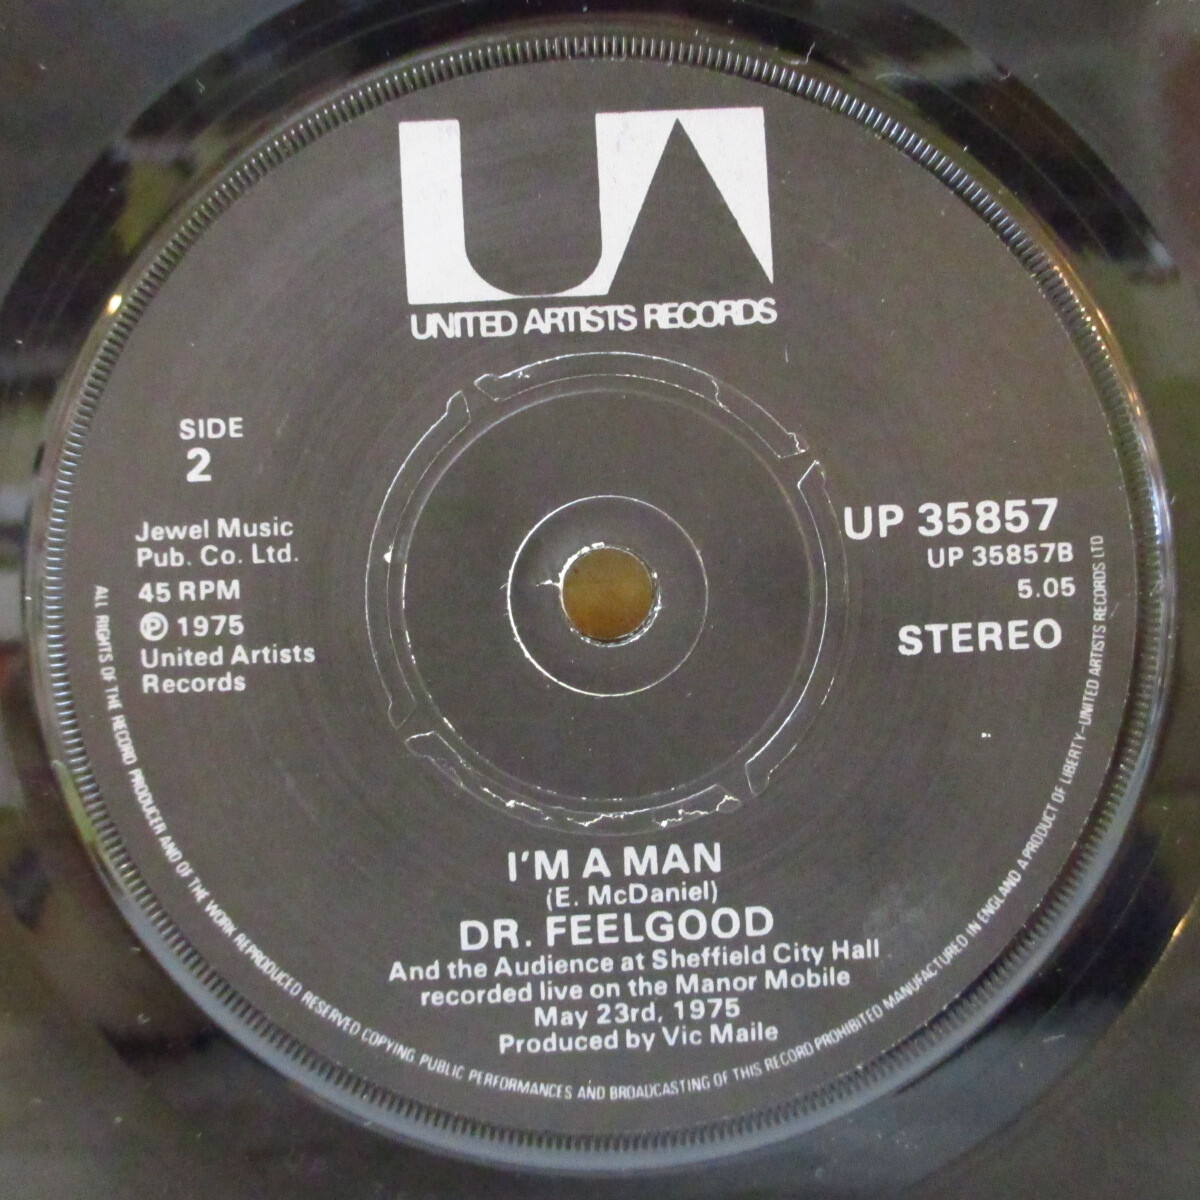 UA
UNITED ARTISTS RECORDS
SIDE
2
Jewel Music
Pub. Co. Ltd.
45 RPM
Ⓟ 1975
United Artists
Records
UP 35857
UP 35857B
5.05
STEREO
I'M A MAN
(E. McDaniel)
DR. FEELGOOD
And the Audience at Sheffield City Hall
recorded live on the Manor Mobile
May 23rd, 1975
Produced by Vic Maile
ALL RIGHTS OF THE RECORD PRODUCER AND OF THE WORK REPRODUCED RESERVED COPYING PUBLIC PERFORMANCES AND BROADCASTING OF THIS RECORD PROHIBITED MANUFACTURED IN ENGLAND A PRODUCT OF LIBERTY—UNITED ARTISTS RECORDS LTD